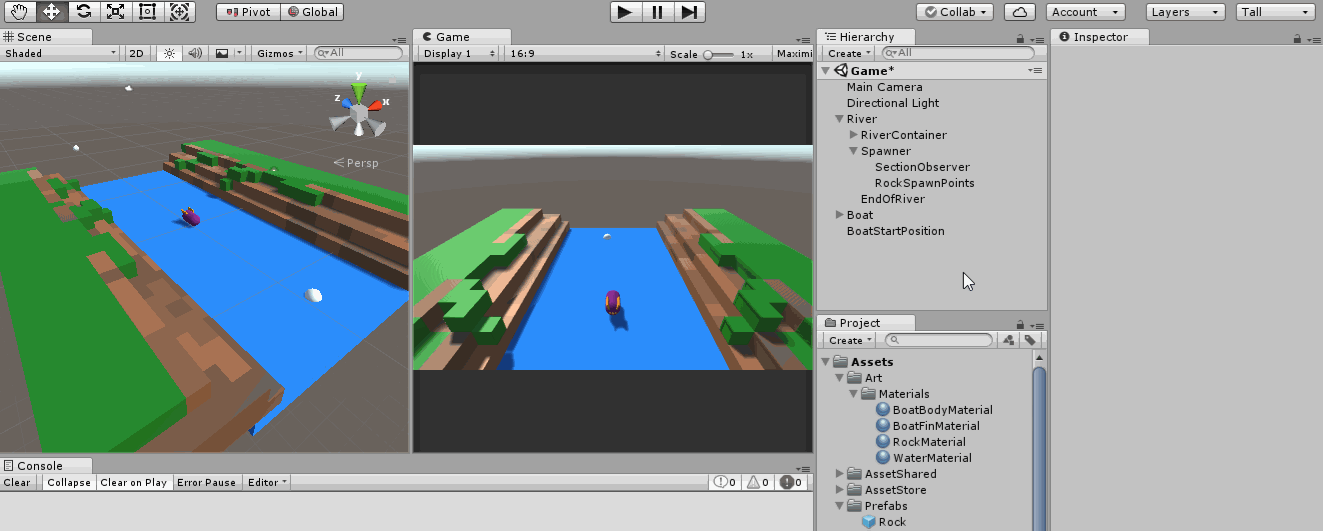 Pivot Global Collab Account Layers Tall
Scene
Shaded 2D Gizmos All
y
z x
Persp
Game
Display 1 16:9 Scale 1x Maximi
Hierarchy
Create All
Game*
Main Camera
Directional Light
River
RiverContainer
Spawner
SectionObserver
RockSpawnPoints
EndOfRiver
Boat
BoatStartPosition
Inspector
Project
Create
Assets
Art
Materials
BoatBodyMaterial
BoatFinMaterial
RockMaterial
WaterMaterial
AssetShared
AssetStore
Prefabs
Rock
Console
Clear Collapse Clear on Play Error Pause Editor 0 0 0